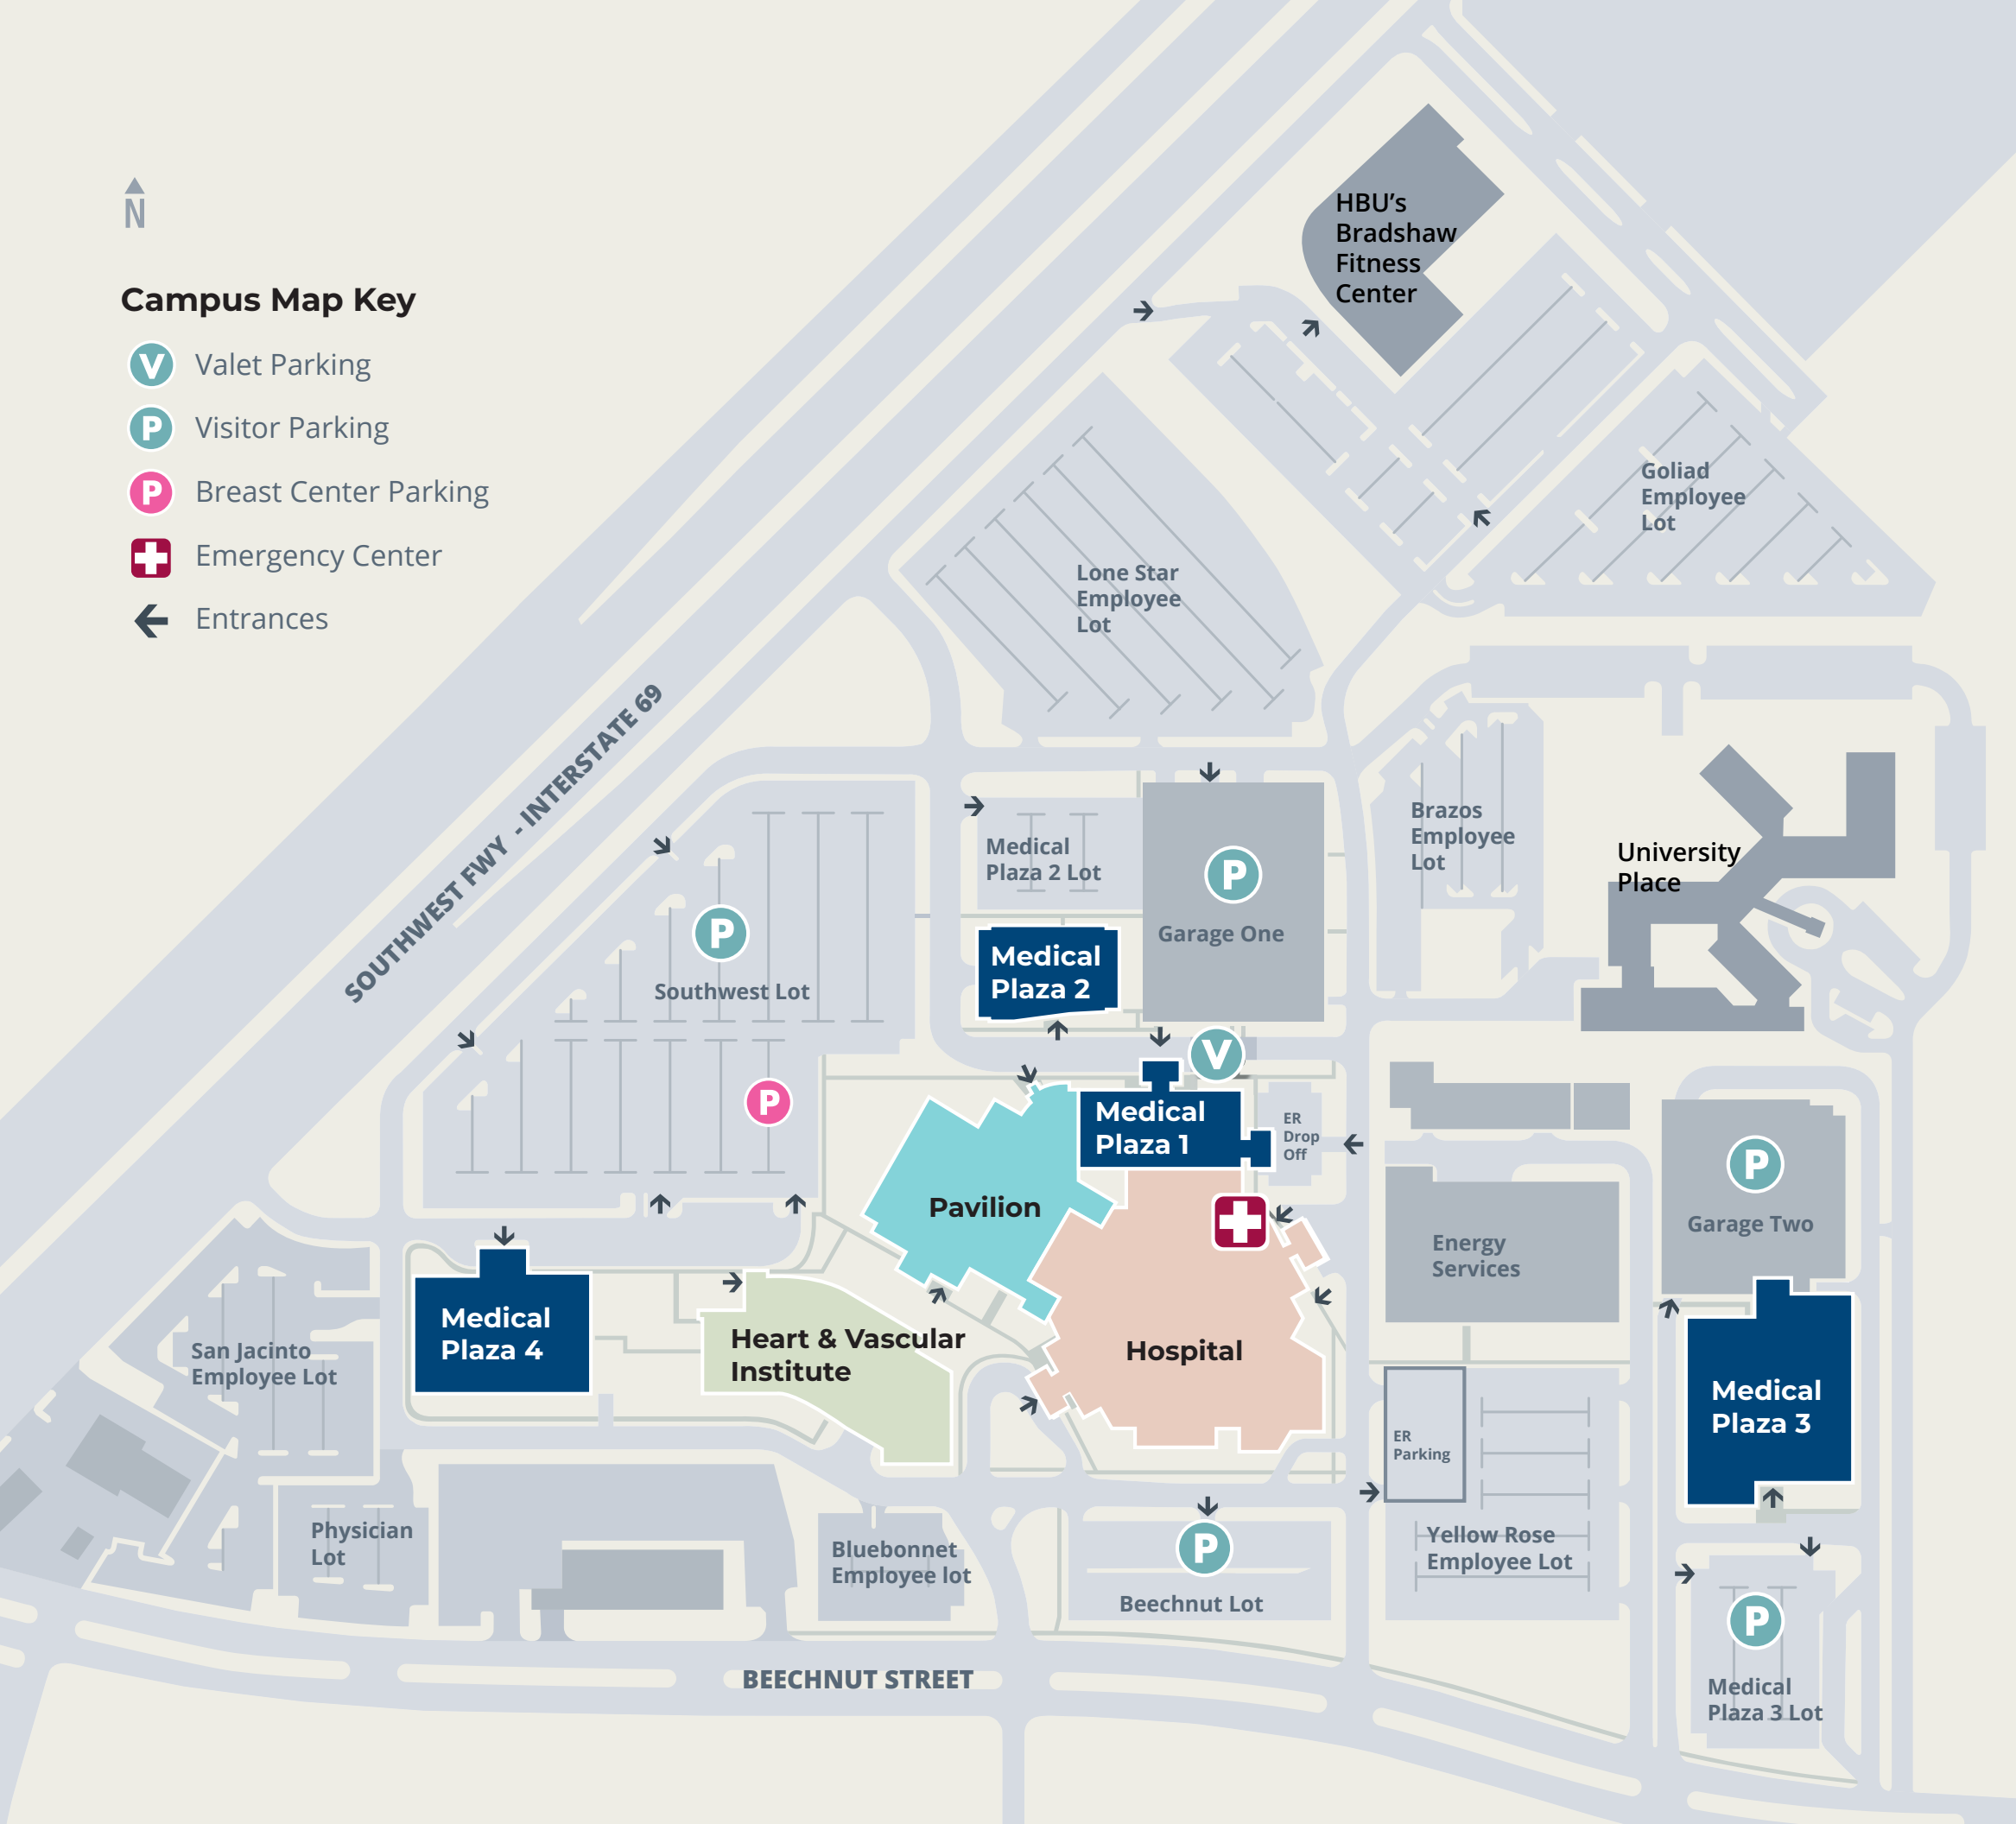 N
Campus Map Key
V Valet Parking
P Visitor Parking
P Breast Center Parking
Emergency Center
Entrances
HBU’s
Bradshaw
Fitness
Center
Goliad
Employee
Lot
Lone Star
Employee
Lot
SOUTHWEST FWY - INTERSTATE 69
Medical
Plaza 2 Lot
P
Garage One
Brazos
Employee
Lot
University
Place
P
Southwest Lot
Medical
Plaza 2
V
P
Medical
Plaza 1
ER
Drop
Off
Pavilion
P
Garage Two
Energy
Services
Medical
Plaza 4
Heart & Vascular
Institute
Hospital
San Jacinto
Employee Lot
Medical
Plaza 3
ER
Parking
Physician
Lot
Bluebonnet
Employee lot
P
Beechnut Lot
Yellow Rose
Employee Lot
P
Medical
Plaza 3 Lot
BEECHNUT STREET